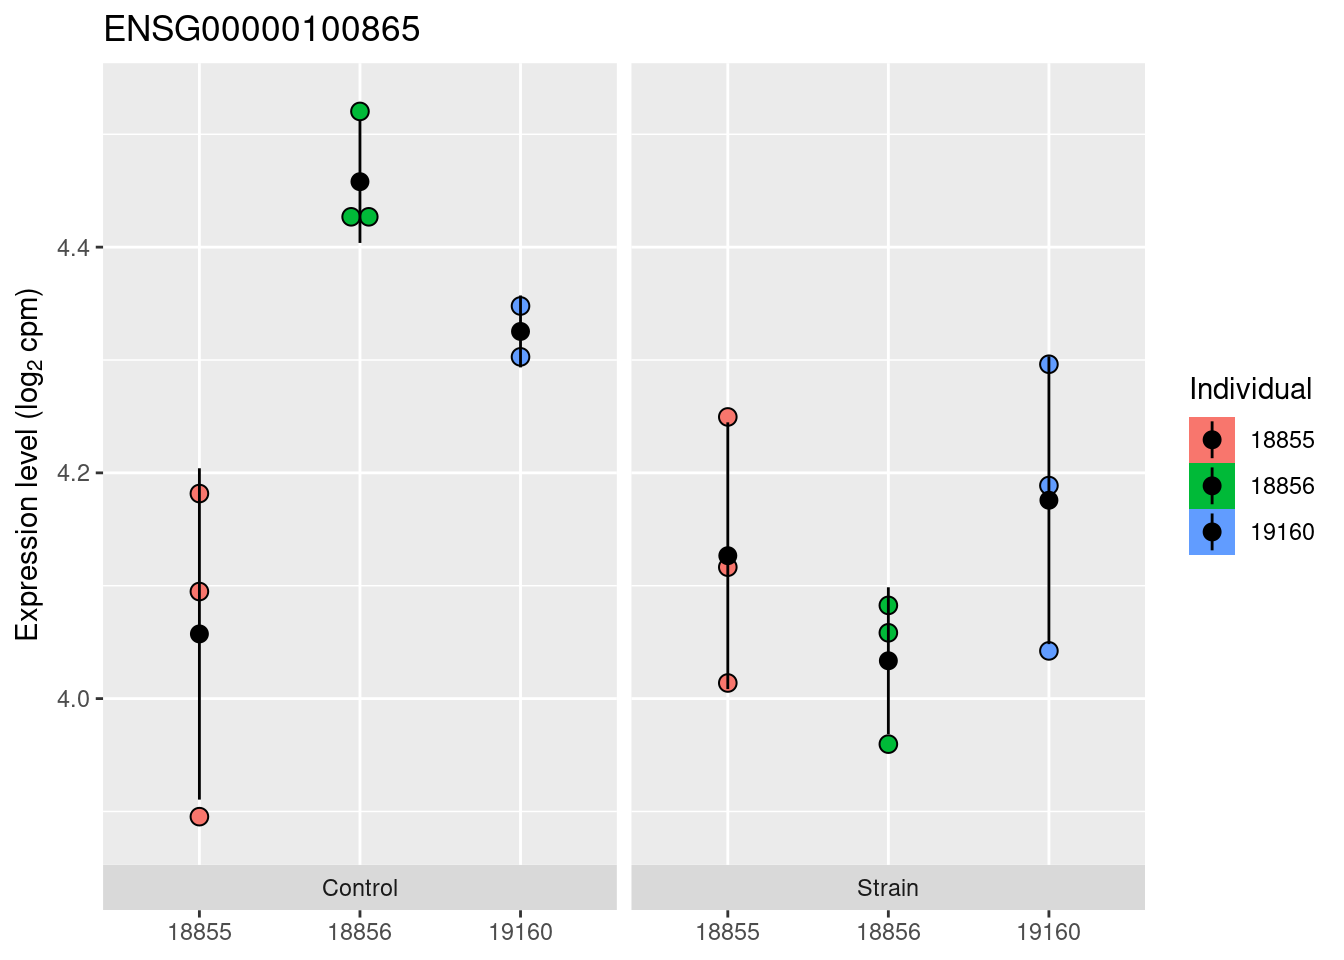 ENSG00000100865
Expression level (log₂ cpm)
4.4
4.2
4.0
Control
Strain
18855 18856 19160
18855 18856 19160
Individual
18855
18856
19160